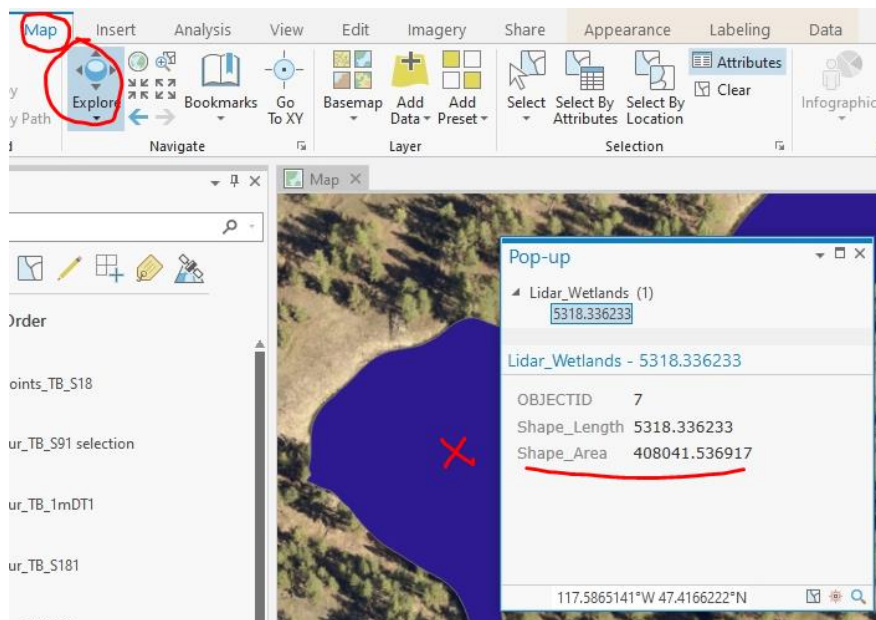 Map Insert Analysis View Edit Imagery Share Appearance Labeling Data
Explore Bookmarks Go To XY Basemap Add Data Add Preset Select Select By Attributes Select By Location Attributes Clear Infographic
y
y Path
Navigate Layer Selection
Map
Order
oints_TB_S18
ur_TB_S91 selection
ur_TB_1mDT1
ur_TB_S181
Pop-up
Lidar_Wetlands (1)
5318.336233
Lidar_Wetlands - 5318.336233
OBJECTID 7
Shape_Length 5318.336233
Shape_Area 408041.536917
117.5865141°W 47.4166222°N